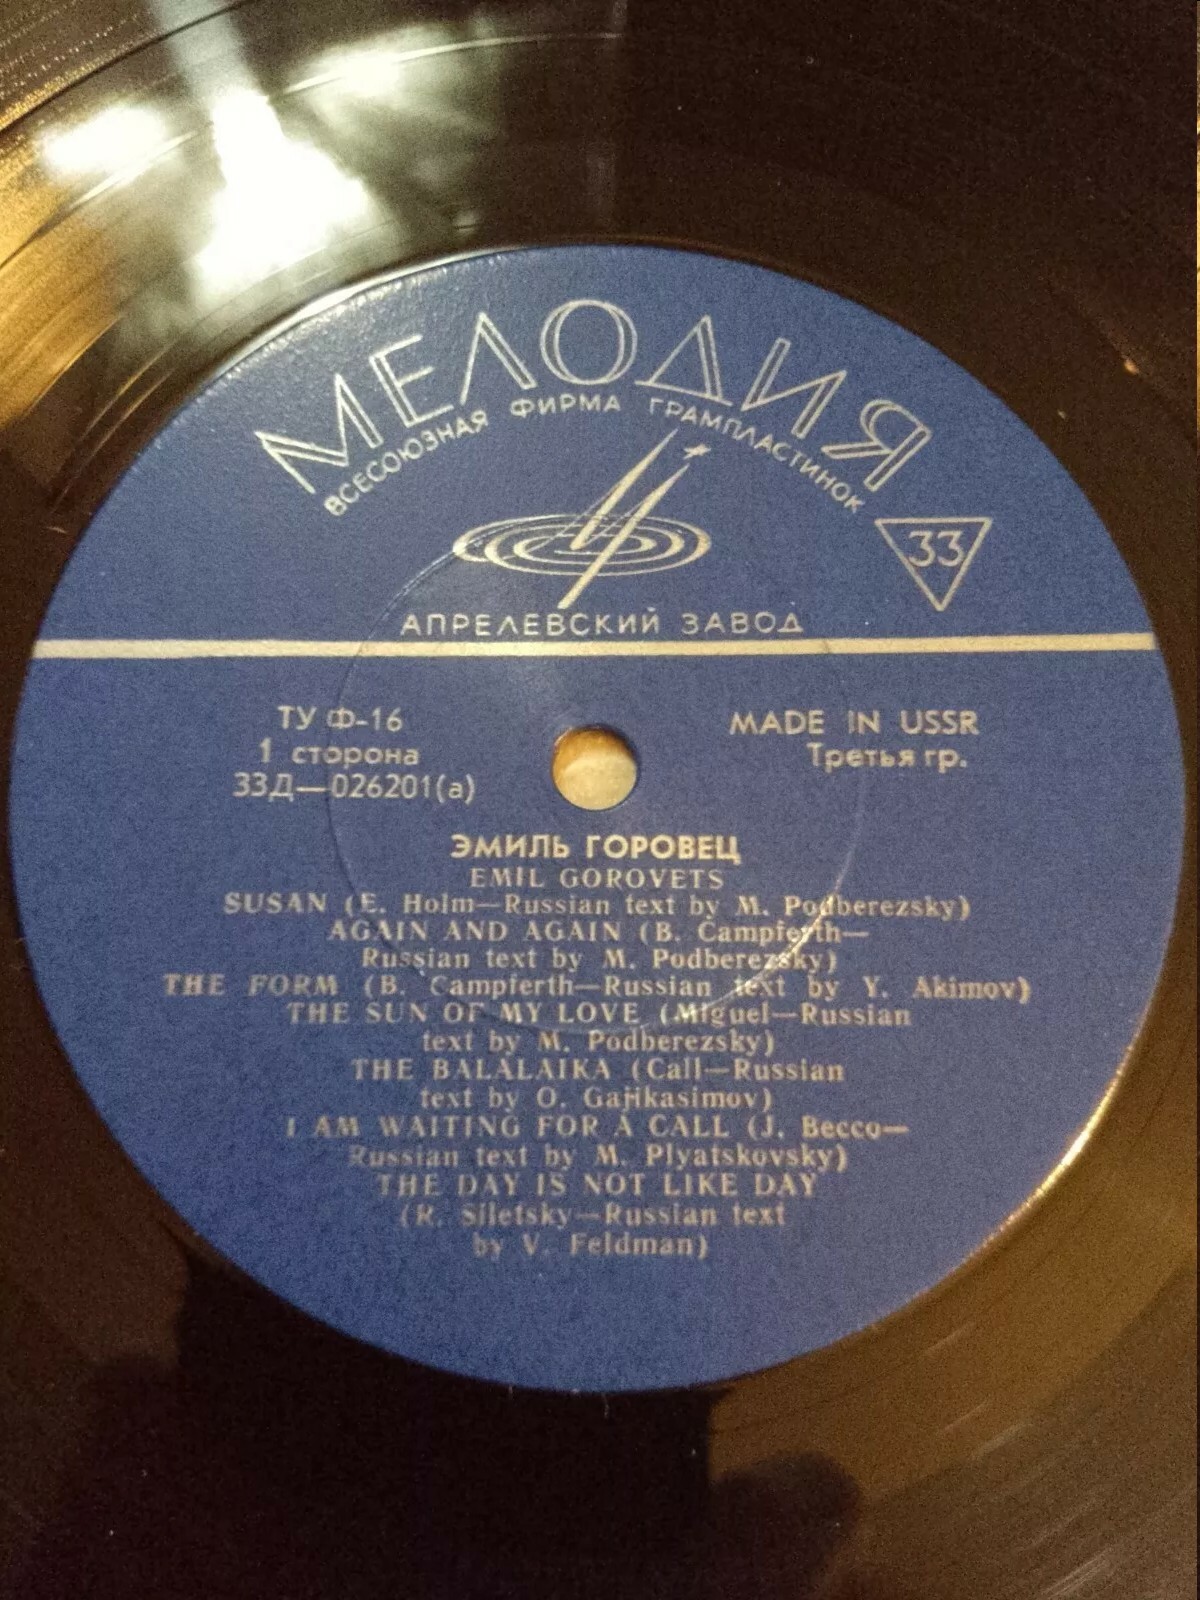 МЕЛОДИЯ
ВСЕСОЮЗНАЯ ФИРМА ГРАМПЛАСТИНОК
33
АПРЕЛЕВСКИЙ ЗАВОД
ТУ Ф-16
MADE IN USSR
1 сторона
Третья гр.
33Д—026201(а)
ЭМИЛЬ ГОРОВЕЦ
EMIL GOROVETS
SUSAN (E. Holm—Russian text by M. Podberezsky)
AGAIN AND AGAIN (B. Campferth—
Russian text by M. Podberezsky)
THE FORM (B. Campferth—Russian text by Y. Akimov)
THE SUN OF MY LOVE (Miguel—Russian
text by M. Podberezsky)
THE BALALAIKA (Call—Russian
text by O. Gajikasimov)
I AM WAITING FOR A CALL (J. Becco—
Russian text by M. Plyatskovsky)
THE DAY IS NOT LIKE DAY
(R. Siletsky—Russian text
by V. Feldman)